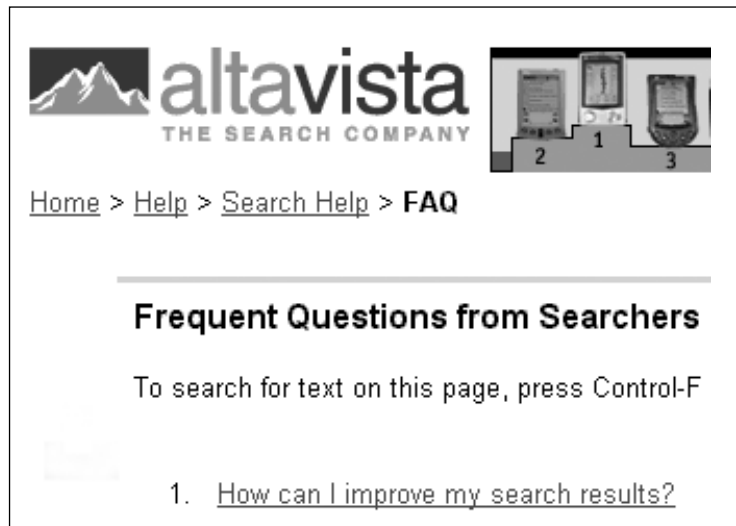 altavista
THE SEARCH COMPANY
2 1 3
Home > Help > Search Help > FAQ
Frequent Questions from Searchers
To search for text on this page, press Control-F
1. How can I improve my search results?